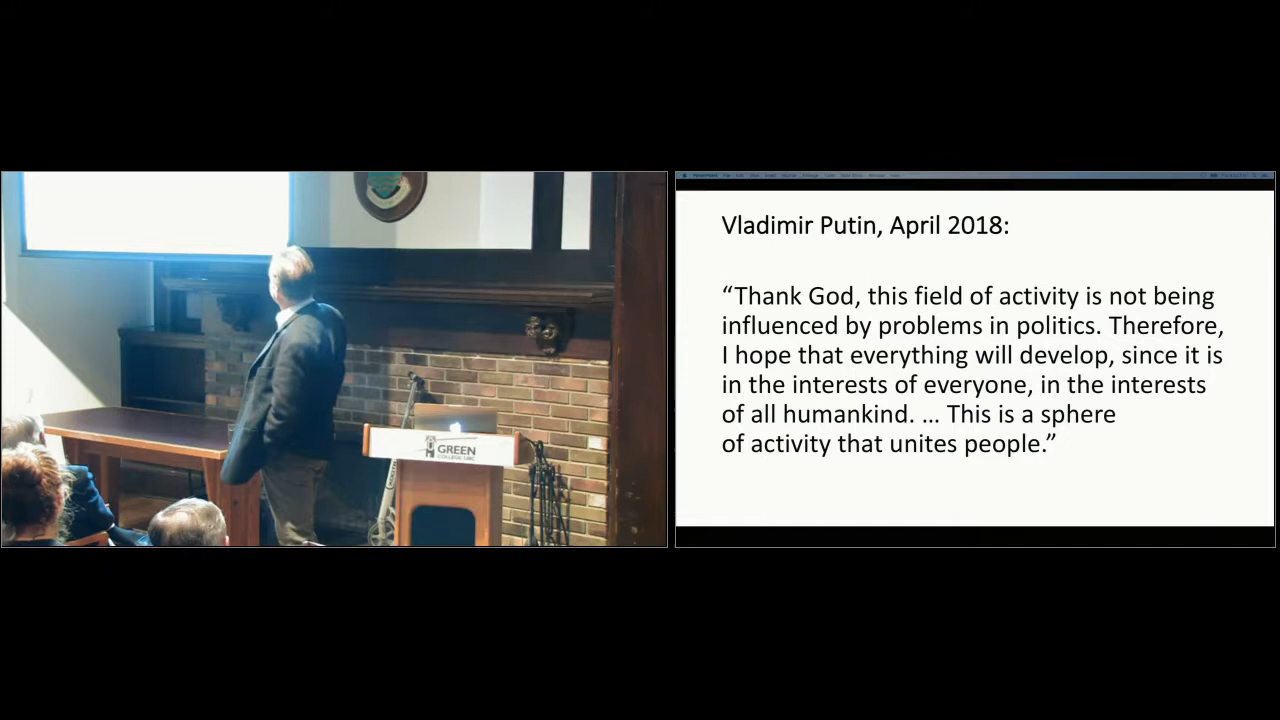 GREEN
COLLEGE, UBC
Vladimir Putin, April 2018:
“Thank God, this field of activity is not being
influenced by problems in politics. Therefore,
I hope that everything will develop, since it is
in the interests of everyone, in the interests
of all humankind. … This is a sphere
of activity that unites people.”